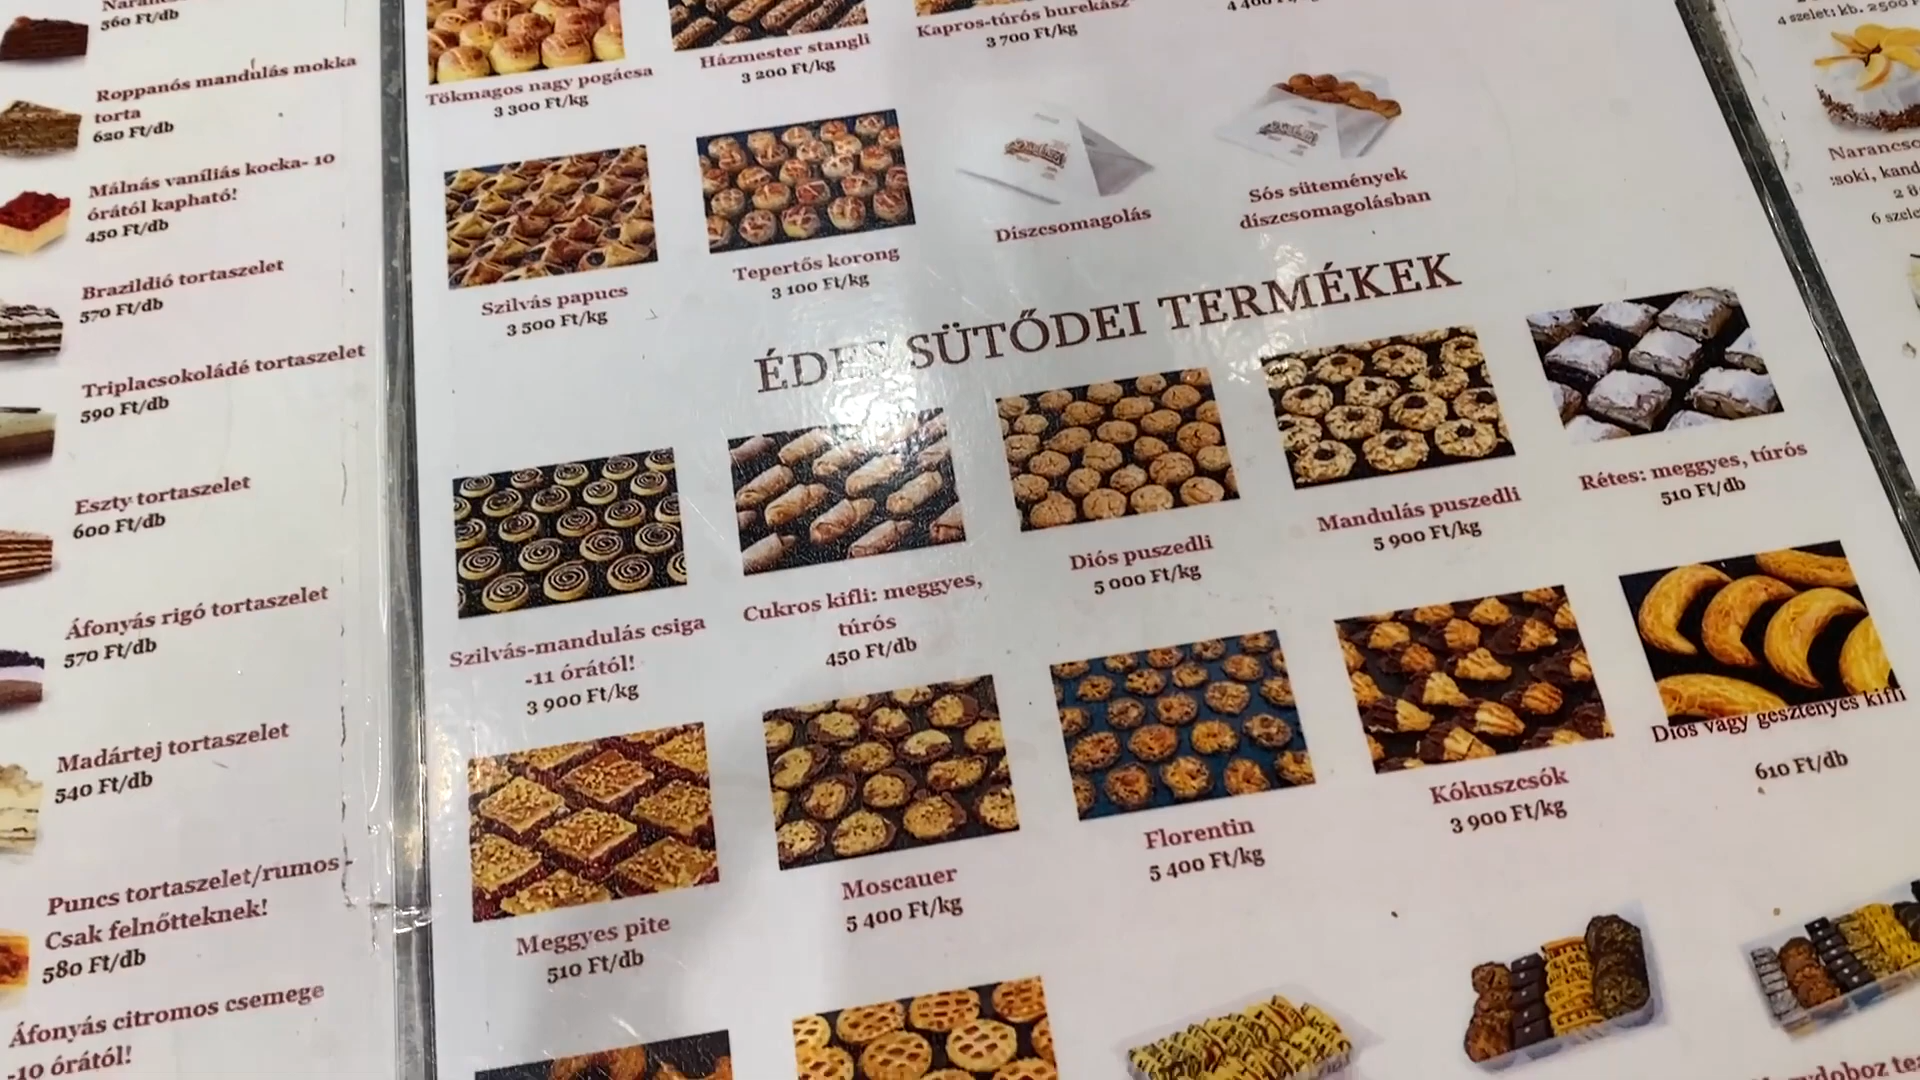 560 Ft/db
Roppanós mandulás mokka
torta
620 Ft/db
Málnás vaníliás kocka- 10
órától kapható!
450 Ft/db
Brazildió tortaszelet
570 Ft/db
Triplacsokoládé tortaszelet
590 Ft/db
Eszty tortaszelet
600 Ft/db
Áfonyás rigó tortaszelet
570 Ft/db
Madártej tortaszelet
540 Ft/db
Puncs tortaszelet/rumos-
Csak felnőtteknek!
580 Ft/db
Áfonyás citromos csemege
-10 órától!
Tökmagos nagy pogácsa
3 300 Ft/kg
Házmester stangli
3 200 Ft/kg
Kapros-túrós burekász
3 700 Ft/kg
Szilvás papucs
3 500 Ft/kg
Tepertős korong
3 100 Ft/kg
Díszcsomagolás
Sós sütemények
díszcsomagolásban
ÉDES SÜTŐDEI TERMÉKEK
Szilvás-mandulás csiga
-11 órától!
3 900 Ft/kg
Cukros kifli: meggyes,
túrós
450 Ft/db
Diós puszedli
5 000 Ft/kg
Mandulás puszedli
5 900 Ft/kg
Rétes: meggyes, túrós
510 Ft/db
Meggyes pite
510 Ft/db
Moscauer
5 400 Ft/kg
Florentin
5 400 Ft/kg
Kókuszcsók
3 900 Ft/kg
Diós vagy gesztenyés kifli
610 Ft/db
4 szelet: kb. 2500